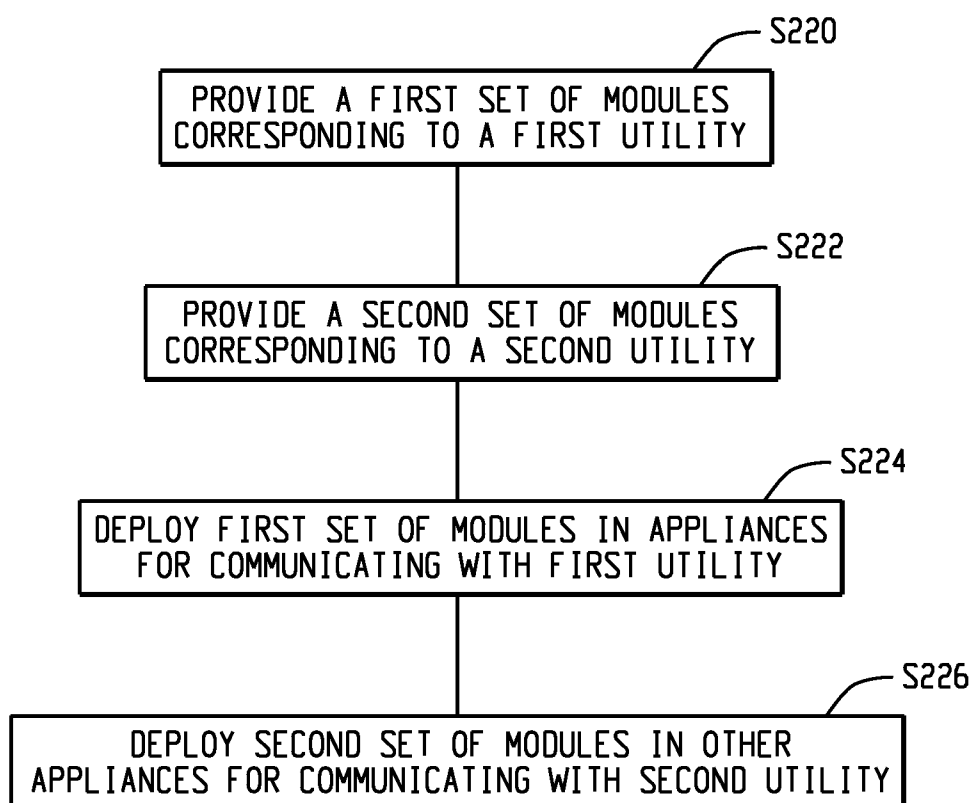 S220
PROVIDE A FIRST SET OF MODULES
CORRESPONDING TO A FIRST UTILITY
S222
PROVIDE A SECOND SET OF MODULES
CORRESPONDING TO A SECOND UTILITY
S224
DEPLOY FIRST SET OF MODULES IN APPLIANCES
FOR COMMUNICATING WITH FIRST UTILITY
S226
DEPLOY SECOND SET OF MODULES IN OTHER
APPLIANCES FOR COMMUNICATING WITH SECOND UTILITY